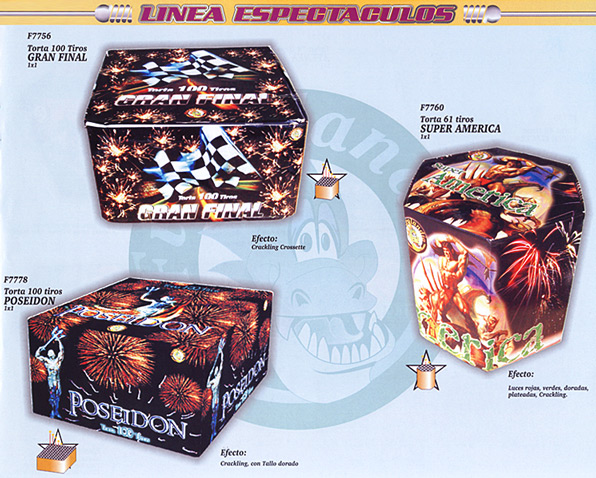 LINEA ESPECTACULOS
F7756
Torta 100 Tiros
GRAN FINAL
1x1
Torta 100 Tiros
GRAN FINAL
Torta 100 Tiros
GRAN FINAL
Efecto:
Crackling Crossette
F7760
Torta 61 tiros
SUPER AMERICA
1x1
America
erica
Efecto:
Luces rojas, verdes, doradas,
plateadas, Crackling.
F7778
Torta 100 tiros
POSEIDON
1x1
POSEIDON
POSEIDON
Efecto:
Crackling, con Tallo dorado